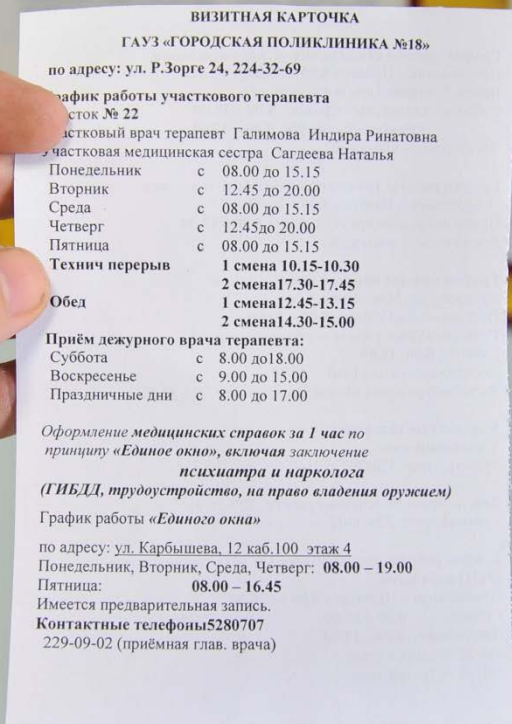 ВИЗИТНАЯ КАРТОЧКА
ГАУЗ «ГОРОДСКАЯ ПОЛИКЛИНИКА №18»
по адресу: ул. Р.Зорге 24, 224-32-69
рафик работы участкового терапевта
сток № 22
астковый врач терапевт Галимова Индира Ринатовна
Участковая медицинская сестра Сагдеева Наталья
Понедельник с 08.00 до 15.15
Вторник с 12.45 до 20.00
Среда с 08.00 до 15.15
Четверг с 12.45до 20.00
Пятница с 08.00 до 15.15
Технич перерыв 1 смена 10.15-10.30
2 смена17.30-17.45
Обед 1 смена12.45-13.15
2 смена14.30-15.00
Приём дежурного врача терапевта:
Суббота с 8.00 до18.00
Воскресенье с 9.00 до 15.00
Праздничные дни с 8.00 до 17.00
Оформление медицинских справок за 1 час по
принципу «Единое окно», включая заключение
психиатра и нарколога
(ГИБДД, трудоустройство, на право владения оружием)
График работы «Единого окна»
по адресу: ул. Карбышева, 12 каб.100 этаж 4
Понедельник, Вторник, Среда, Четверг: 08.00 – 19.00
Пятница: 08.00 – 16.45
Имеется предварительная запись.
Контактные телефоны5280707
229-09-02 (приёмная глав. врача)